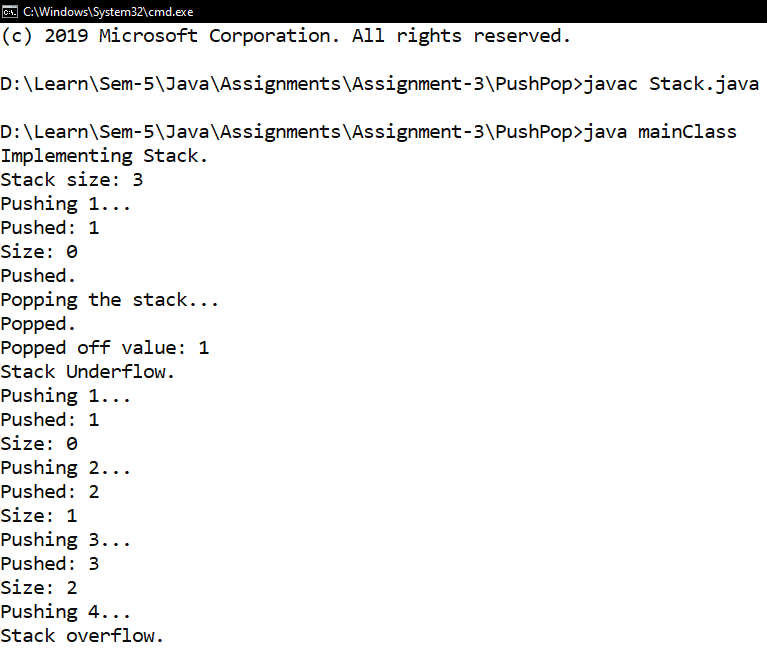 C:\Windows\System32\cmd.exe
(c) 2019 Microsoft Corporation. All rights reserved.
D:\Learn\Sem-5\Java\Assignments\Assignment-3\PushPop>javac Stack.java
D:\Learn\Sem-5\Java\Assignments\Assignment-3\PushPop>java mainClass
Implementing Stack.
Stack size: 3
Pushing 1...
Pushed: 1
Size: 0
Pushed.
Popping the stack...
Popped.
Popped off value: 1
Stack Underflow.
Pushing 1...
Pushed: 1
Size: 0
Pushing 2...
Pushed: 2
Size: 1
Pushing 3...
Pushed: 3
Size: 2
Pushing 4...
Stack overflow.